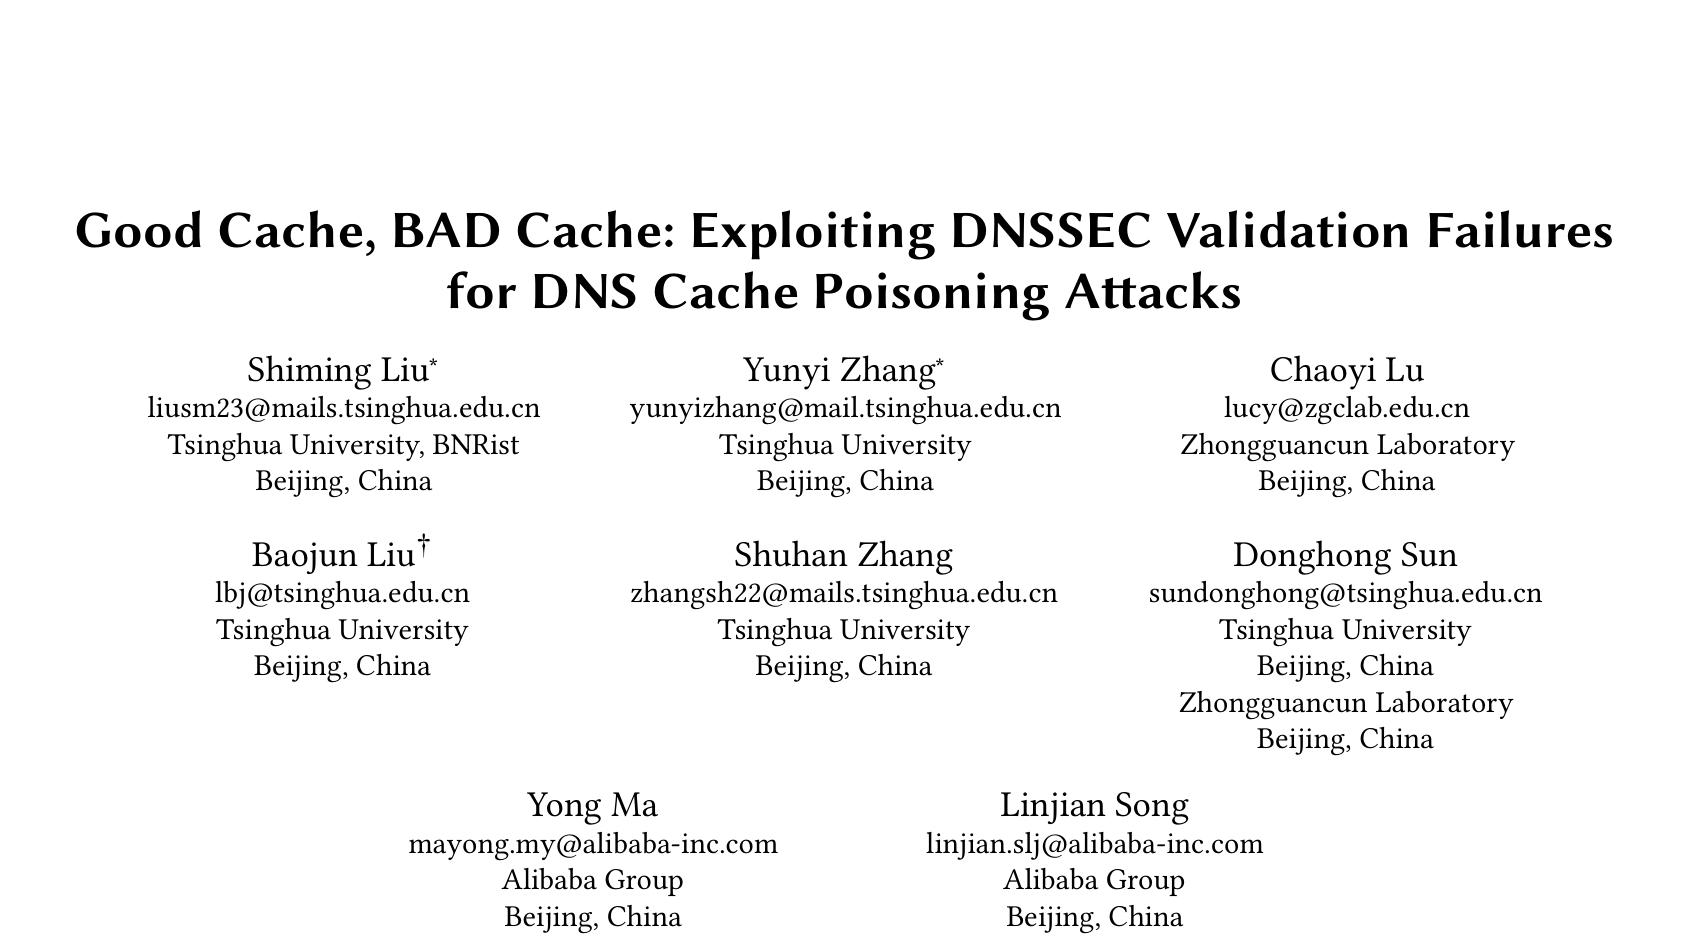 Good Cache, BAD Cache: Exploiting DNSSEC Validation Failures
for DNS Cache Poisoning Attacks
Shiming Liu*
liusm23@mails.tsinghua.edu.cn
Tsinghua University, BNRist
Beijing, China
Yunyi Zhang*
yunyizhang@mail.tsinghua.edu.cn
Tsinghua University
Beijing, China
Chaoyi Lu
lucy@zgclab.edu.cn
Zhongguancun Laboratory
Beijing, China
Baojun Liu†
lbj@tsinghua.edu.cn
Tsinghua University
Beijing, China
Shuhan Zhang
zhangsh22@mails.tsinghua.edu.cn
Tsinghua University
Beijing, China
Donghong Sun
sundonghong@tsinghua.edu.cn
Tsinghua University
Beijing, China
Zhongguancun Laboratory
Beijing, China
Yong Ma
mayong.my@alibaba-inc.com
Alibaba Group
Beijing, China
Linjian Song
linjian.slj@alibaba-inc.com
Alibaba Group
Beijing, China